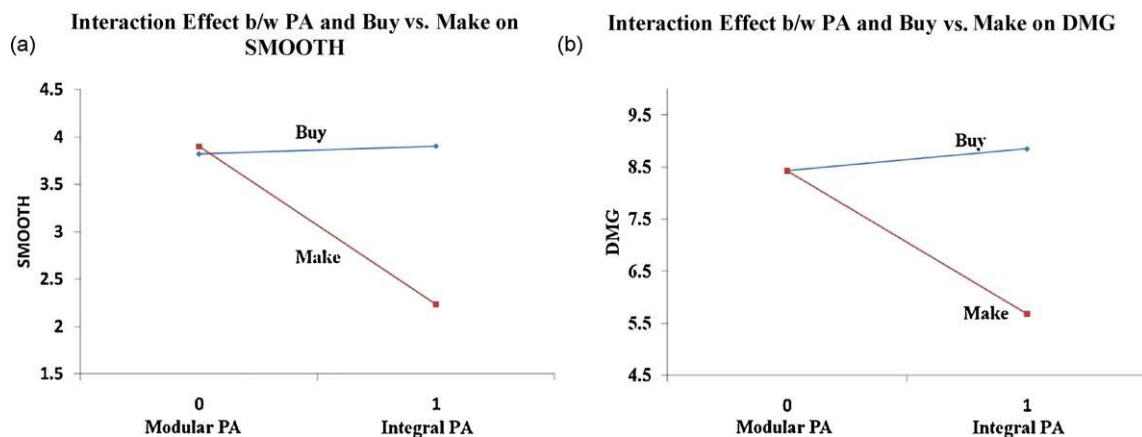 Interaction Effect b/w PA and Buy vs. Make on
SMOOTH
(a)
4.5
4
3.5
3
2.5
2
1.5
SMOOTH
Buy
Make
0
1
Modular PA
Integral PA
Interaction Effect b/w PA and Buy vs. Make on DMG
(b)
9.5
8.5
7.5
6.5
5.5
4.5
DMG
Buy
Make
0
1
Modular PA
Integral PA